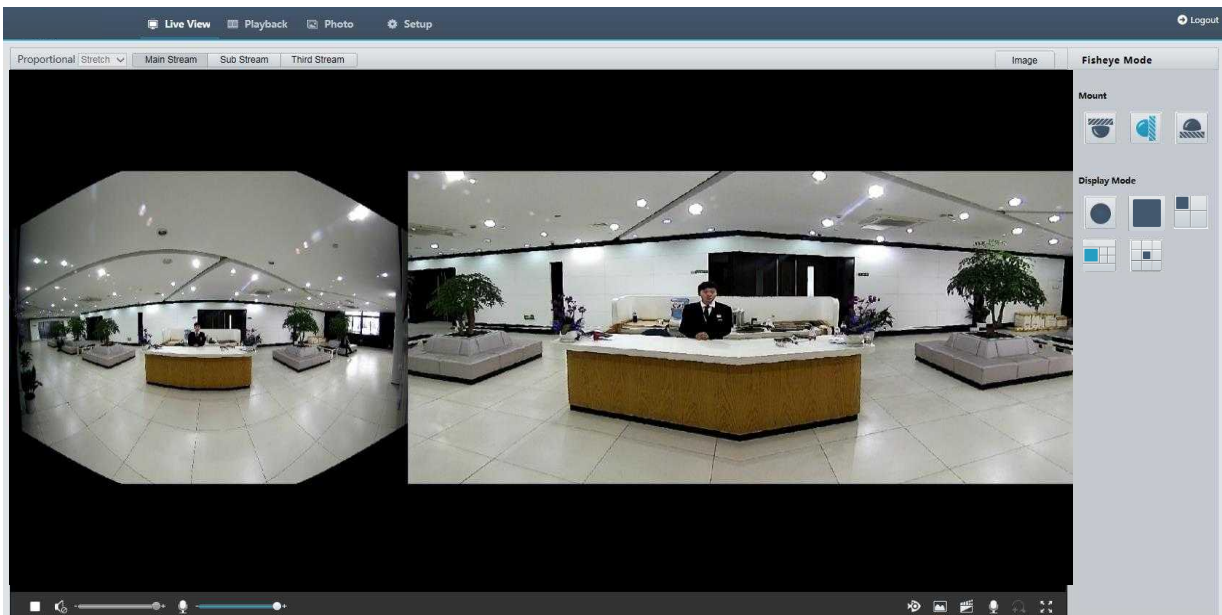 Live View Playback Photo Setup Logout
Proportional Stretch Main Stream Sub Stream Third Stream Image Fisheye Mode
Mount
Display Mode